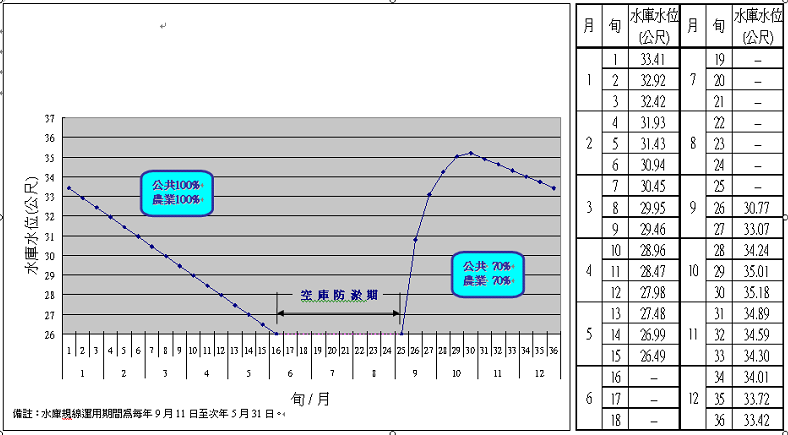 37
36
35
34
33
32
31
30
29
28
27
26
水庫水位(公尺)
公共100%
農業100%
公共 70%
農業 70%
空庫防淤期
1 2 3 4 5 6 7 8 9 10 11 12 13 14 15 16 17 18 19 20 21 22 23 24 25 26 27 28 29 30 31 32 33 34 35 36
1 2 3 4 5 6 7 8 9 10 11 12
旬/月
備註：水庫規線運用期間為每年9月11日至次年5月31日。
月 旬 水庫水位(公尺) 月 旬 水庫水位(公尺)
1 1 33.41 7 19 –
2 32.92 20 –
3 32.42 21 –
2 4 31.93 8 22 –
5 31.43 23 –
6 30.94 24 –
3 7 30.45 9 25 –
8 29.95 26 30.77
9 29.46 27 33.07
4 10 28.96 10 28 34.24
11 28.47 29 35.01
12 27.98 30 35.18
5 13 27.48 11 31 34.89
14 26.99 32 34.59
15 26.49 33 34.30
6 16 – 12 34 34.01
17 – 35 33.72
18 – 36 33.42